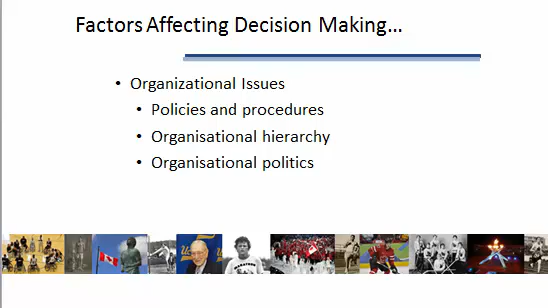 Factors Affecting Decision Making...
• Organizational Issues
• Policies and procedures
• Organisational hierarchy
• Organisational politics